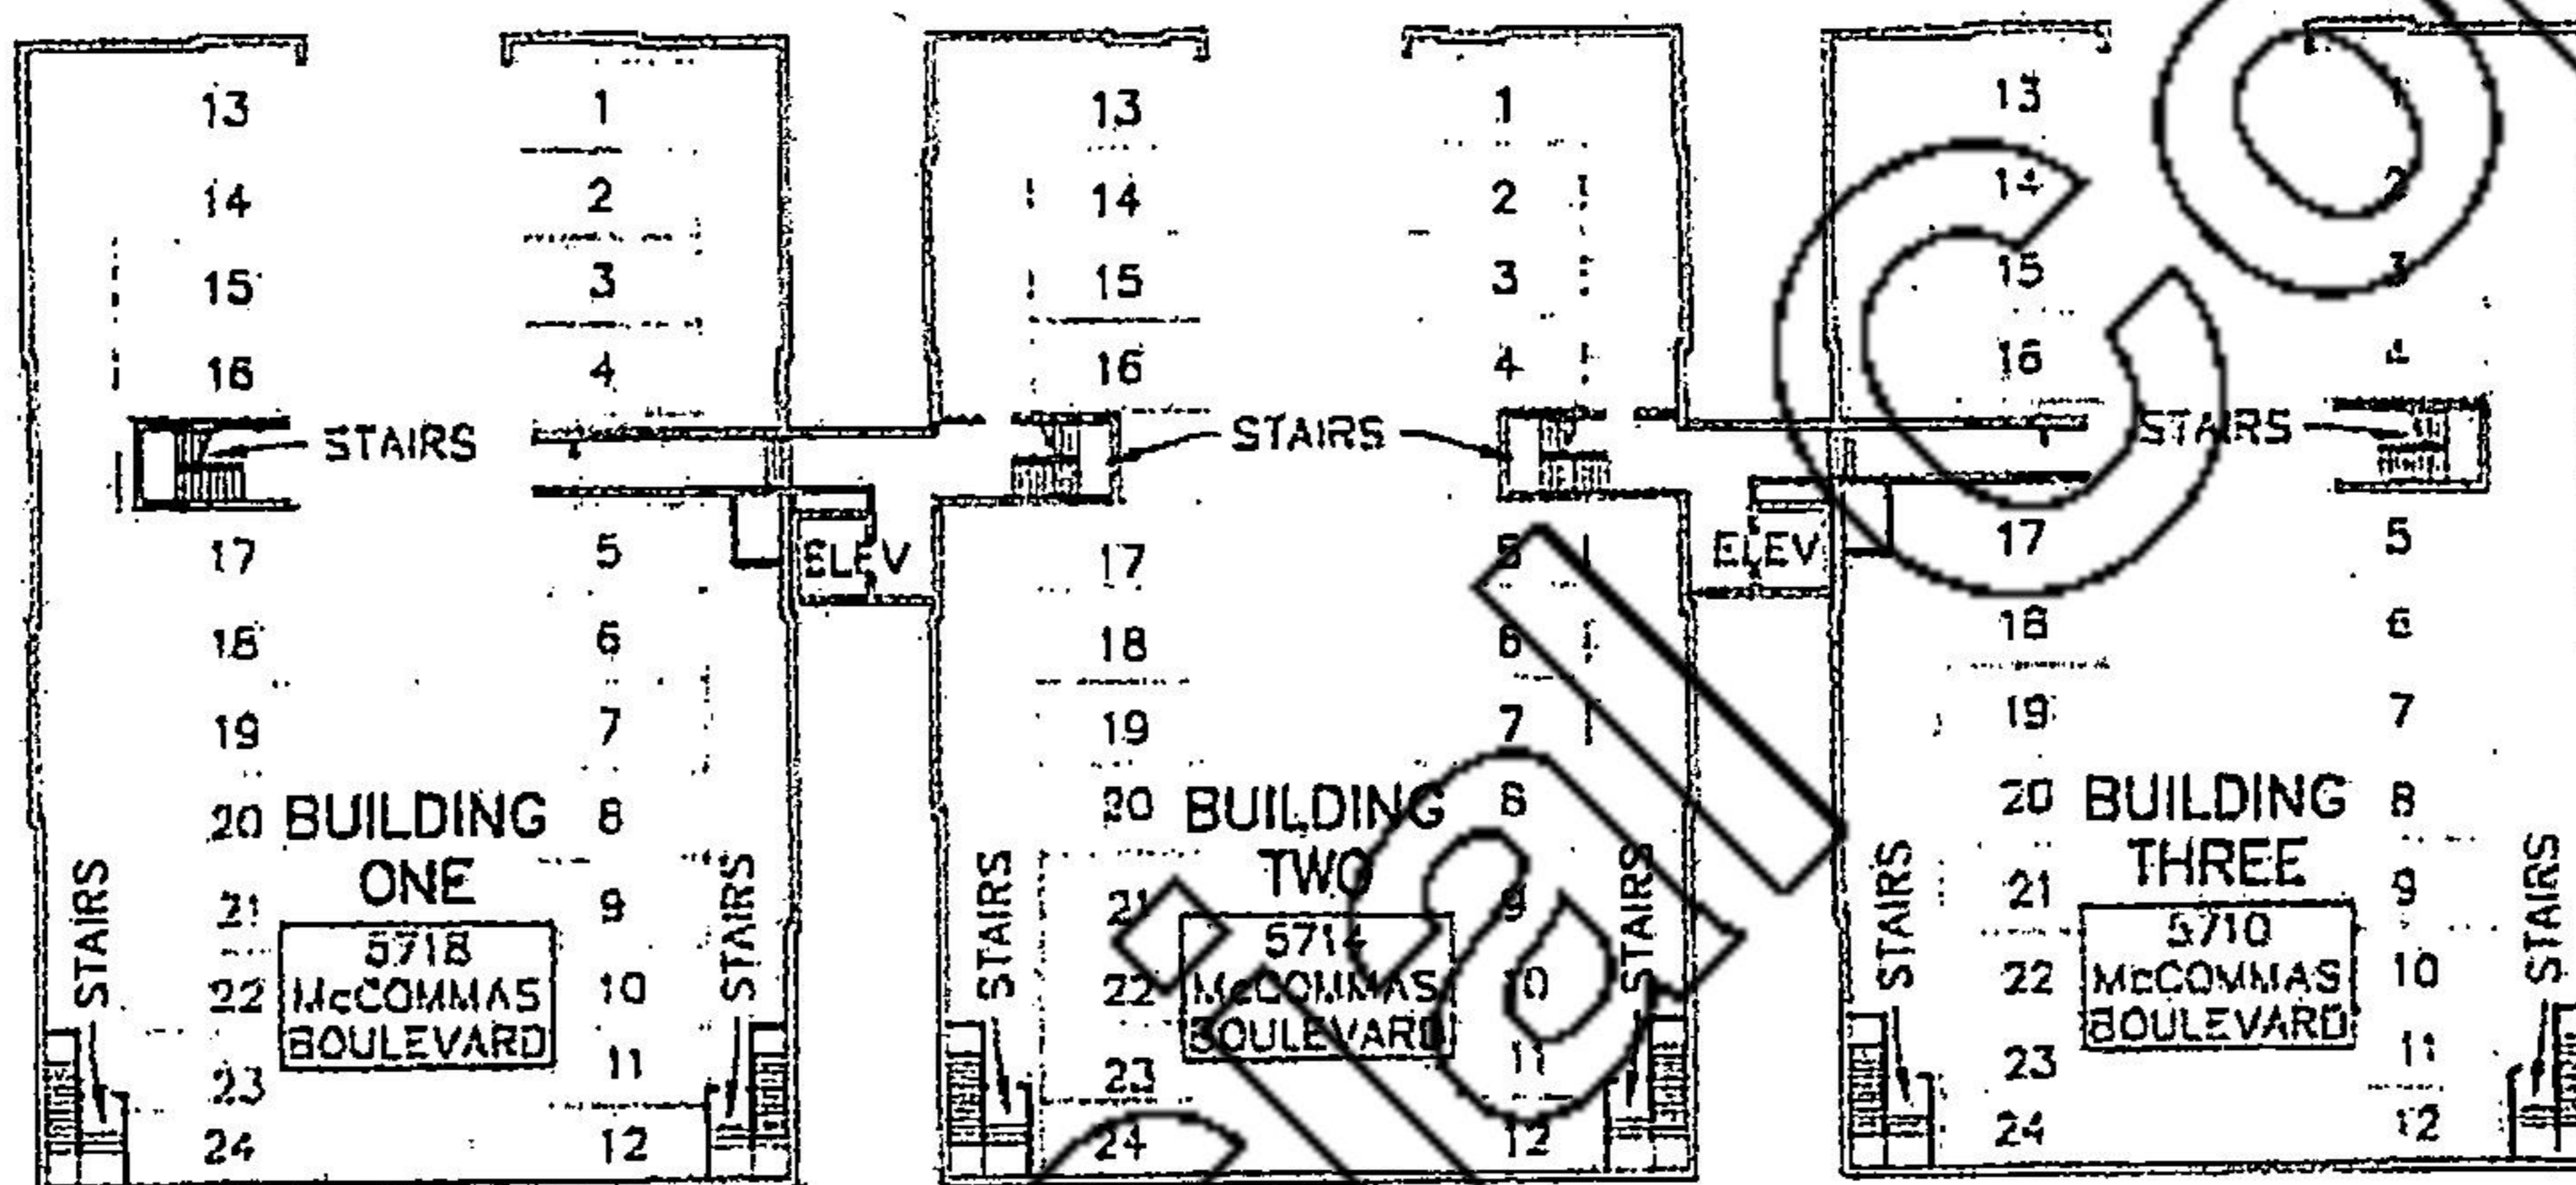 13 1 13 1 13 1
14 2 14 2 14 2
15 3 15 3 15 3
16 4 16 4 16 4
STAIRS STAIRS STAIRS
17 5 ELEV 17 5 ELEV 17 5
18 6 18 6 18 6
19 7 19 7 19 7
20 BUILDING 8 20 BUILDING 8 20 BUILDING 8
ONE TWO THREE
STAIRS STAIRS STAIRS STAIRS STAIRS STAIRS
21 9 21 9 21 9
5718 5714 5710
22 McCOMMAS 10 22 McCOMMAS 10 22 McCOMMAS 10
BOULEVARD BOULEVARD BOULEVARD
23 11 23 11 23 11
24 12 24 12 24 12